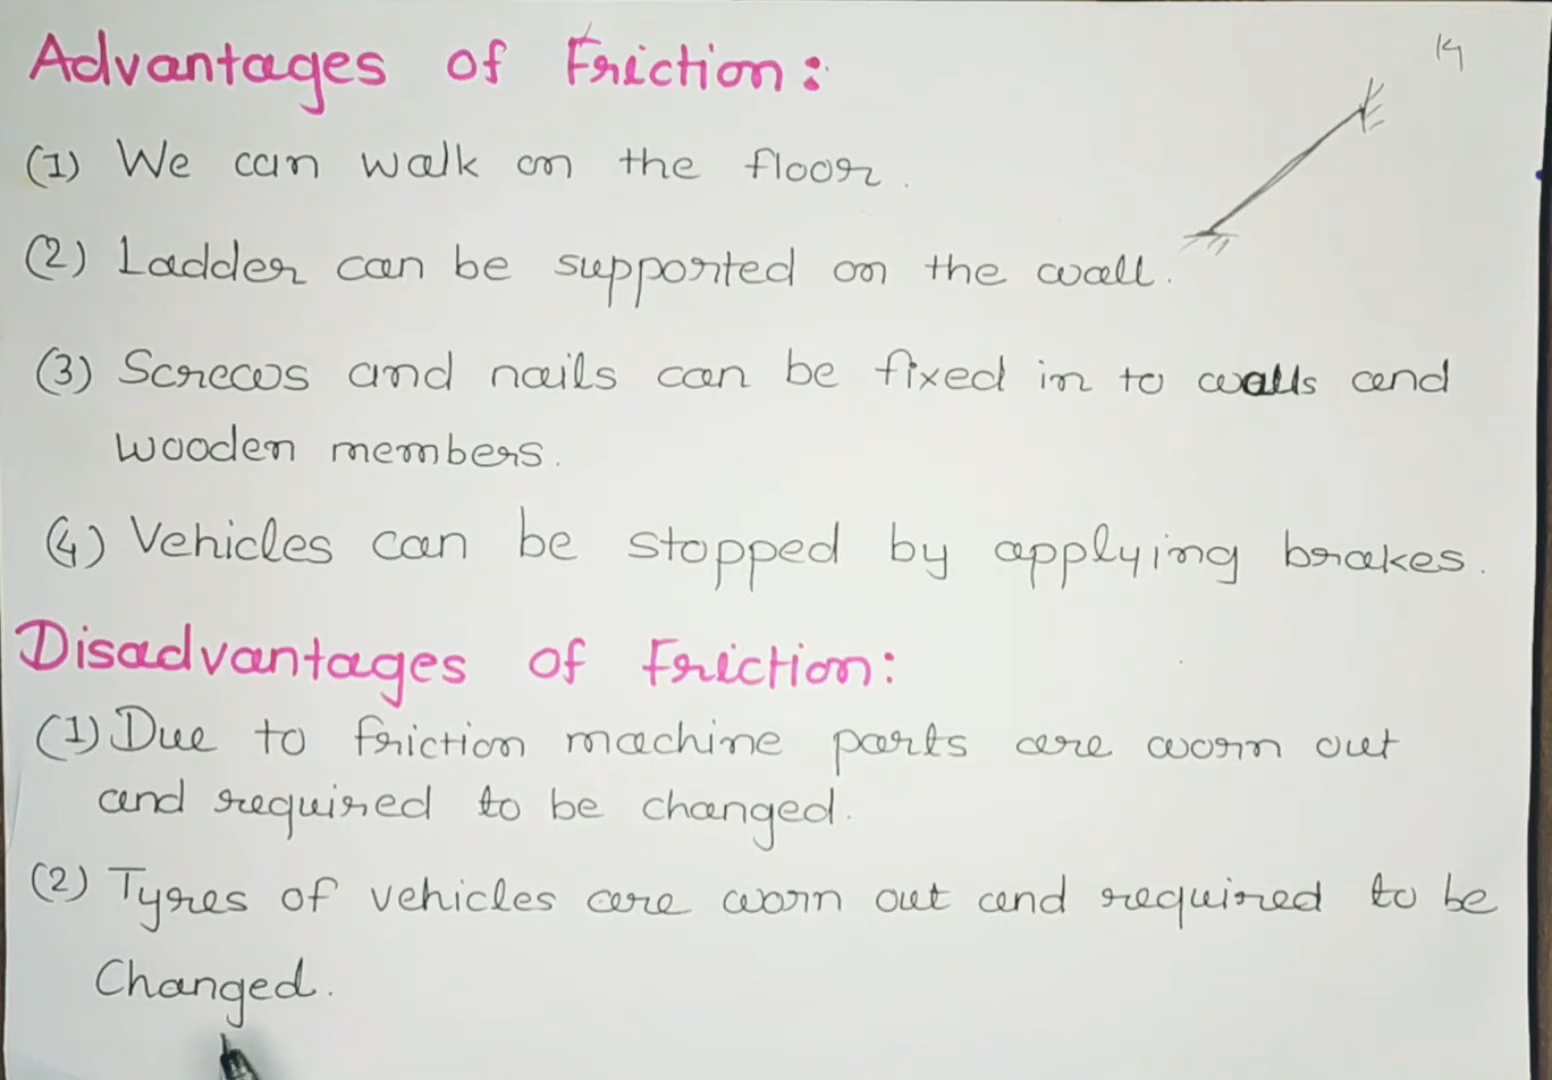 14
Advantages of Friction:
(1) We can walk on the floor.
(2) Ladder can be supported on the wall.
(3) Screws and nails can be fixed in to walls and
wooden members.
(4) Vehicles can be stopped by applying brakes.
Disadvantages of Friction:
(1) Due to friction machine parts are worn out
and required to be changed.
(2) Tyres of vehicles are worn out and required to be
Changed.